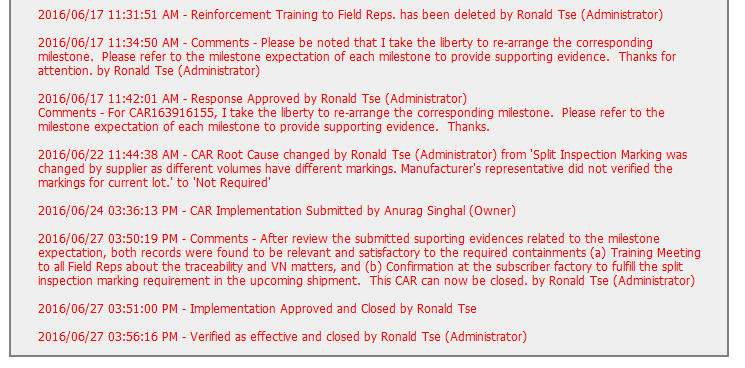 2016/06/17 11:31:51 AM - Reinforcement Training to Field Reps. has been deleted by Ronald Tse (Administrator)
2016/06/17 11:34:50 AM - Comments - Please be noted that I take the liberty to re-arrange the corresponding
milestone.  Please refer to the milestone expectation of each milestone to provide supporting evidence.  Thanks for
attention. by Ronald Tse (Administrator)
2016/06/17 11:42:01 AM - Response Approved by Ronald Tse (Administrator)
Comments - For CAR163916155, I take the liberty to re-arrange the corresponding milestone.  Please refer to the
milestone expectation of each milestone to provide supporting evidence.  Thanks.
2016/06/22 11:44:38 AM - CAR Root Cause changed by Ronald Tse (Administrator) from 'Split Inspection Marking was
changed by supplier as different volumes have different markings. Manufacturer's representative did not verified the
markings for current lot.' to 'Not Required'
2016/06/24 03:36:13 PM - CAR Implementation Submitted by Anurag Singhal (Owner)
2016/06/27 03:50:19 PM - Comments - After review the submitted suporting evidences related to the milestone
expectation, both records were found to be relevant and satisfactory to the required containments (a) Training Meeting
to all Field Reps about the traceability and VN matters, and (b) Confirmation at the subscriber factory to fulfill the split
inspection marking requirement in the upcoming shipment.  This CAR can now be closed. by Ronald Tse (Administrator)
2016/06/27 03:51:00 PM - Implementation Approved and Closed by Ronald Tse
2016/06/27 03:56:16 PM - Verified as effective and closed by Ronald Tse (Administrator)